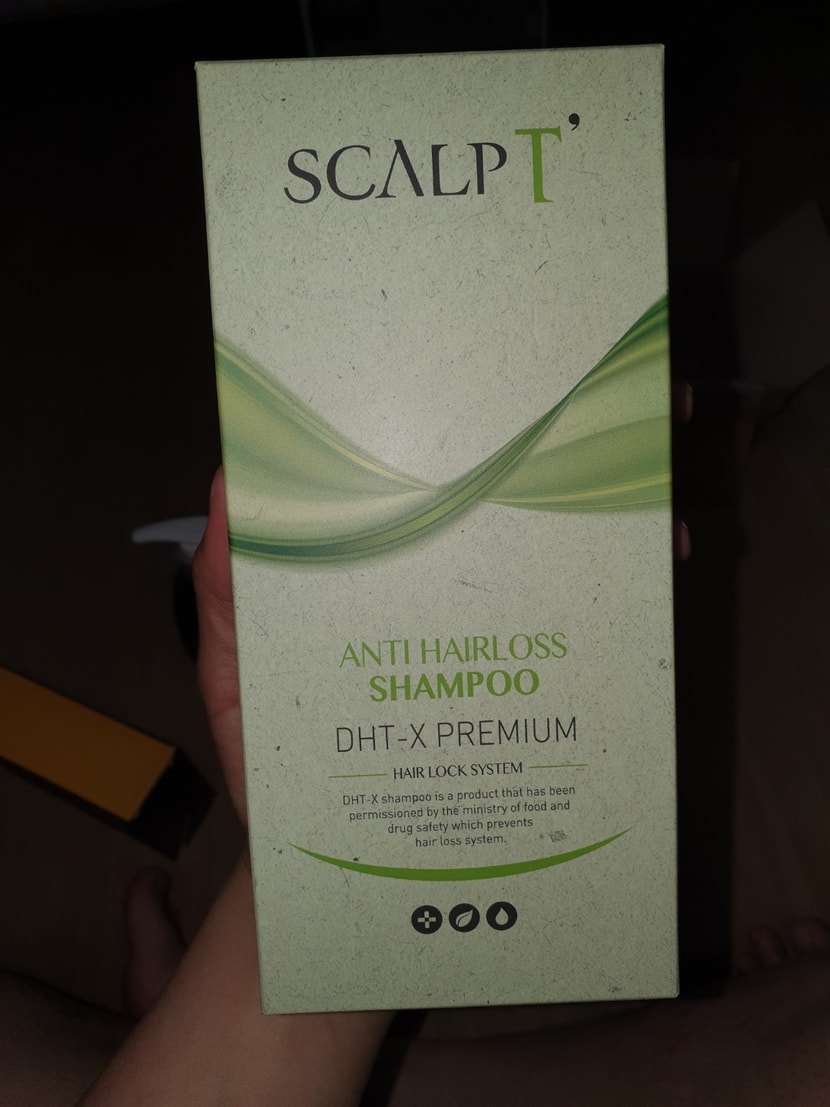 SCALP T'
ANTI HAIRLOSS
SHAMPOO
DHT-X PREMIUM
HAIR LOCK SYSTEM
DHT-X shampoo is a product that has been
permissioned by the ministry of food and
drug safety which prevents
hair loss system.